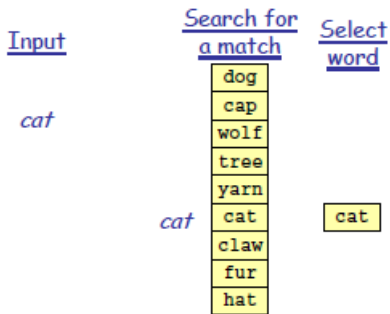 Input
Search for
a match
Select
word
cat
dog
cap
wolf
tree
yarn
cat
cat
cat
claw
fur
hat